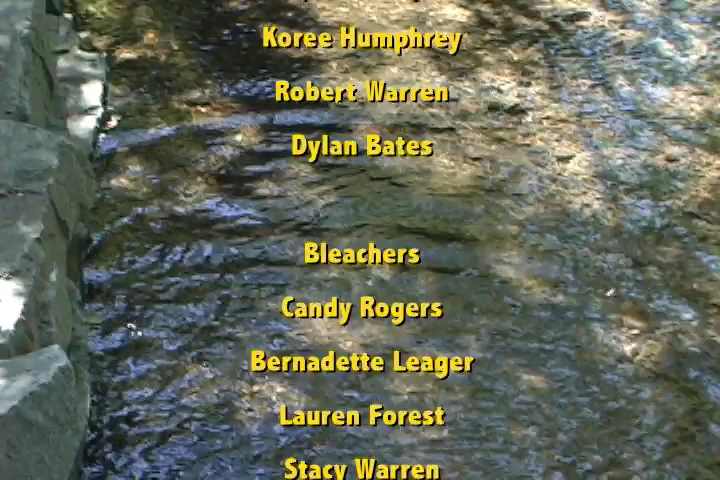 Koree Humphrey
Robert Warren
Dylan Bates
Bleachers
Candy Rogers
Bernadette Leager
Lauren Forest
Stacy Warren